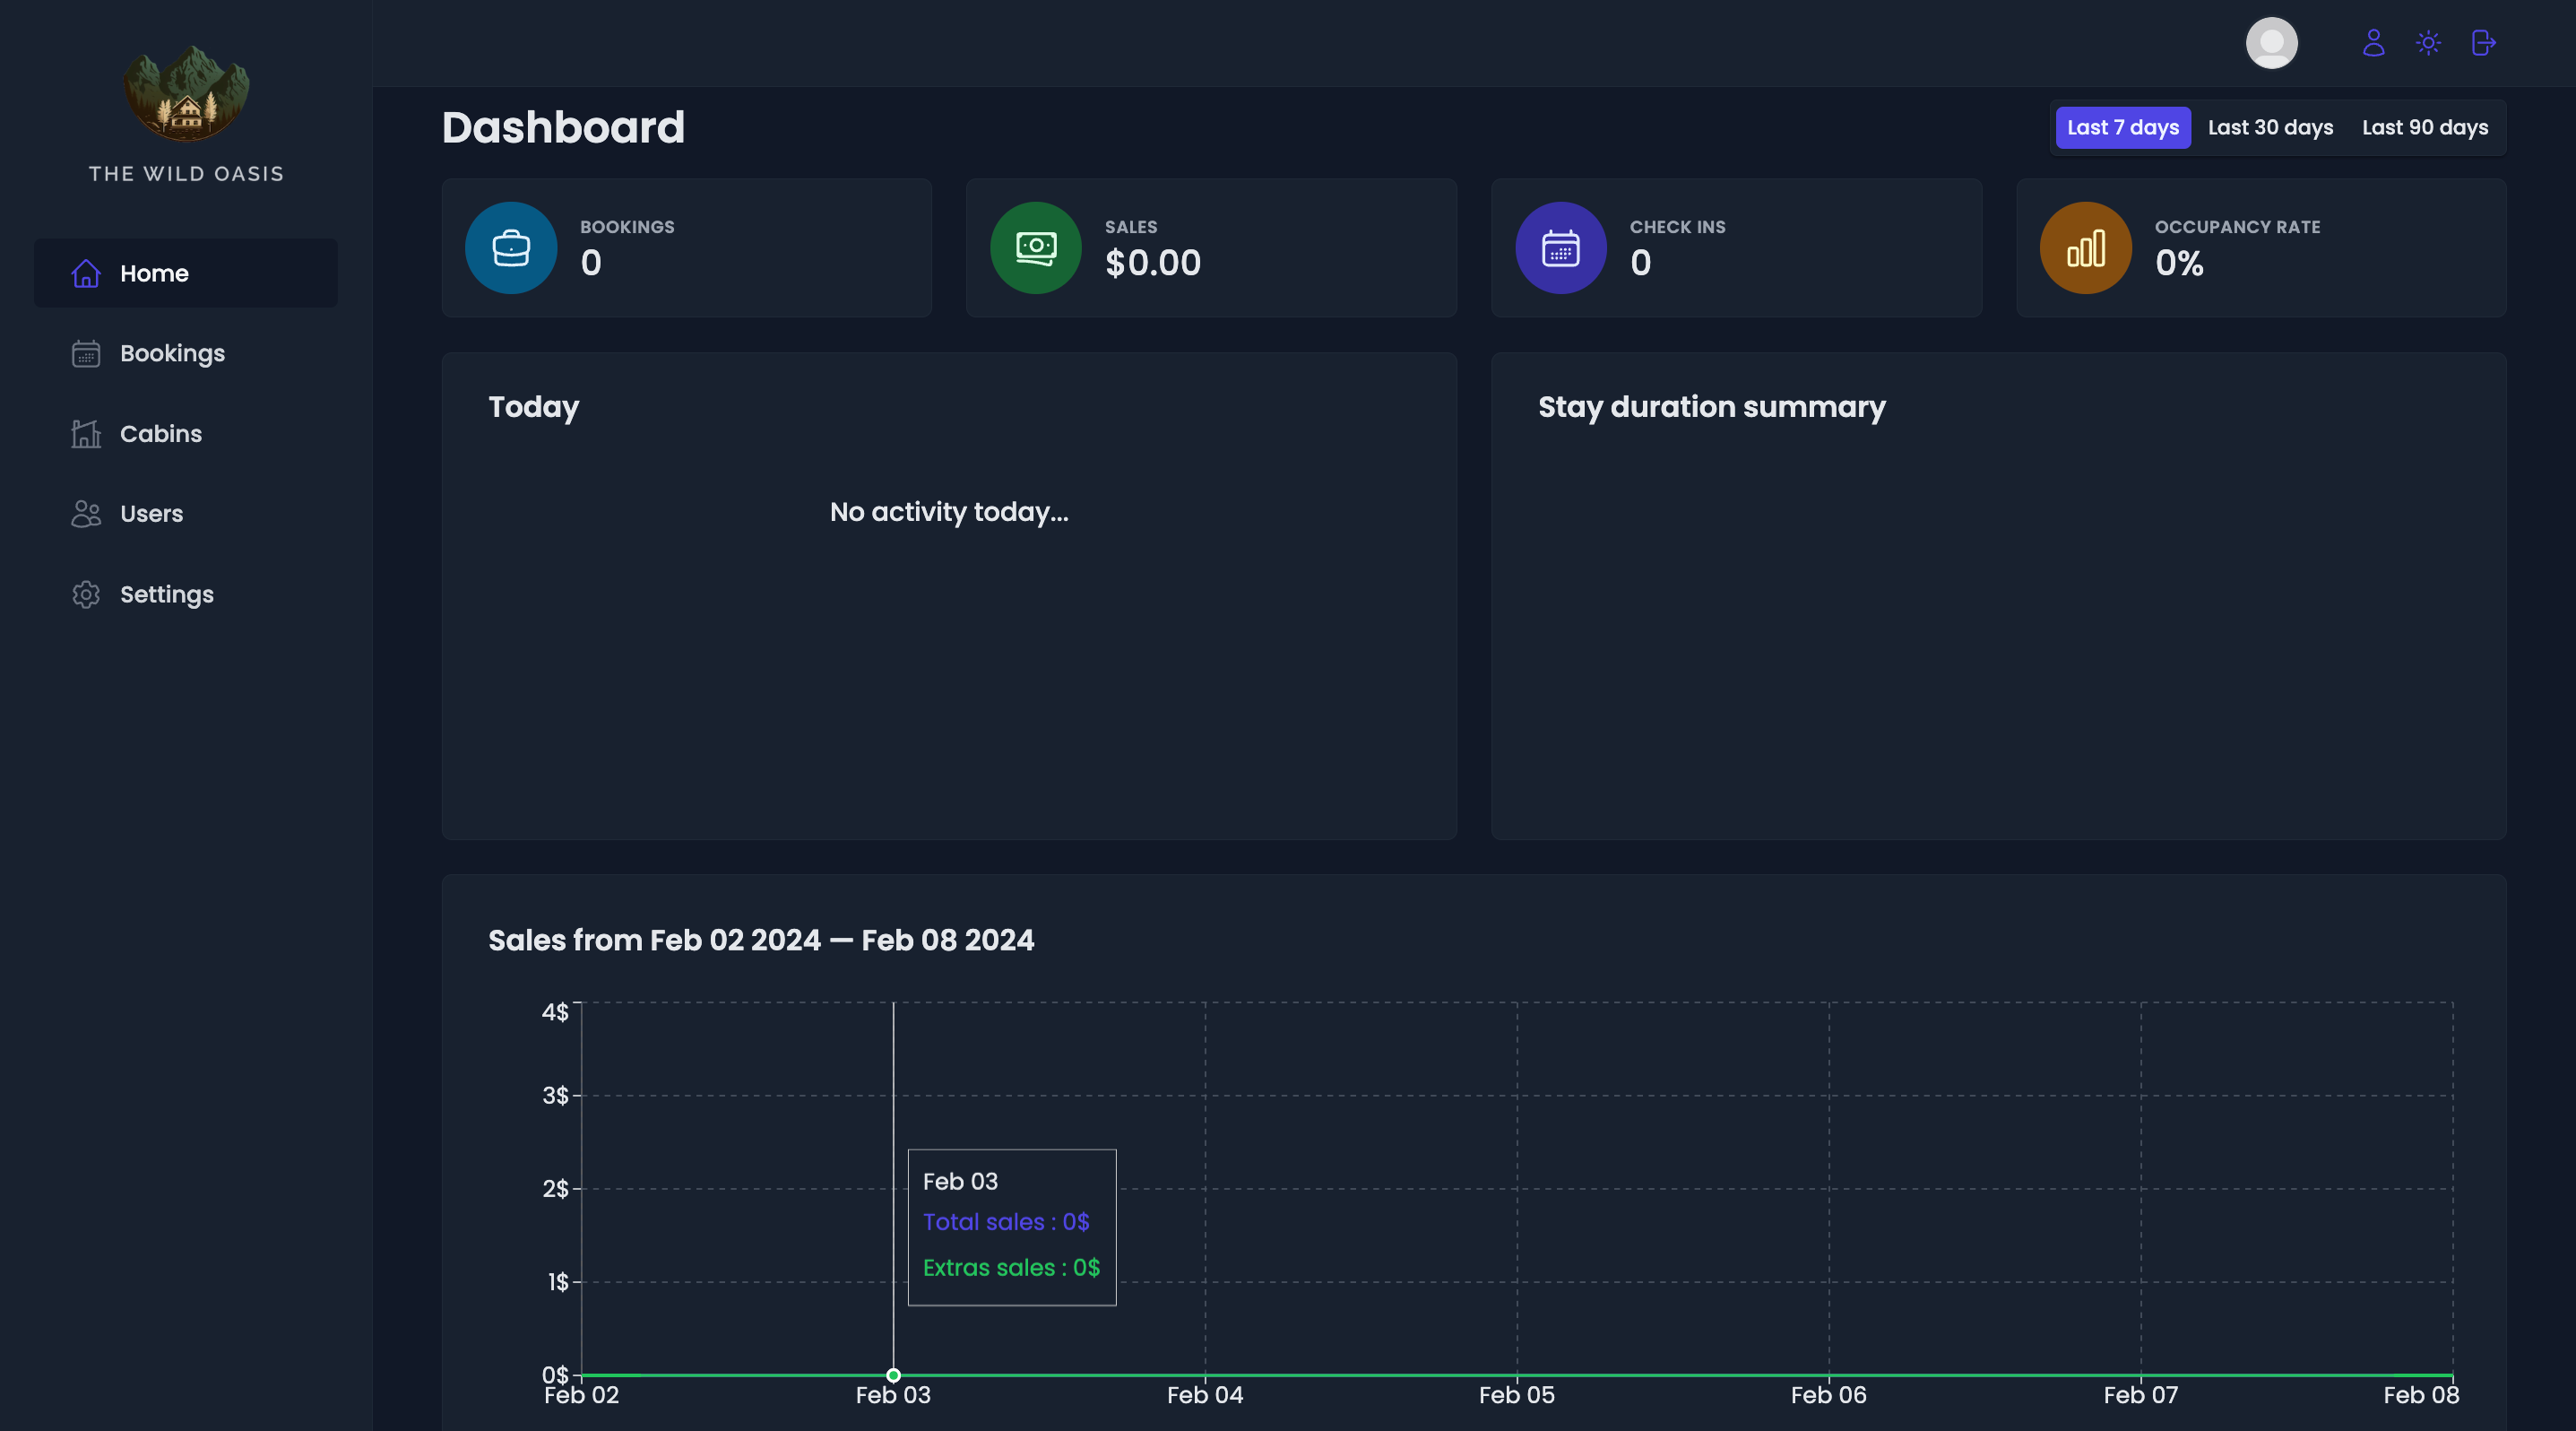 THE WILD OASIS
Home
Bookings
Cabins
Users
Settings
Dashboard
Last 7 days Last 30 days Last 90 days
BOOKINGS
0
SALES
$0.00
CHECK INS
0
OCCUPANCY RATE
0%
Today
No activity today...
Stay duration summary
Sales from Feb 02 2024 — Feb 08 2024
4$
3$
2$
1$
0$
Feb 03
Total sales : 0$
Extras sales : 0$
Feb 02 Feb 03 Feb 04 Feb 05 Feb 06 Feb 07 Feb 08